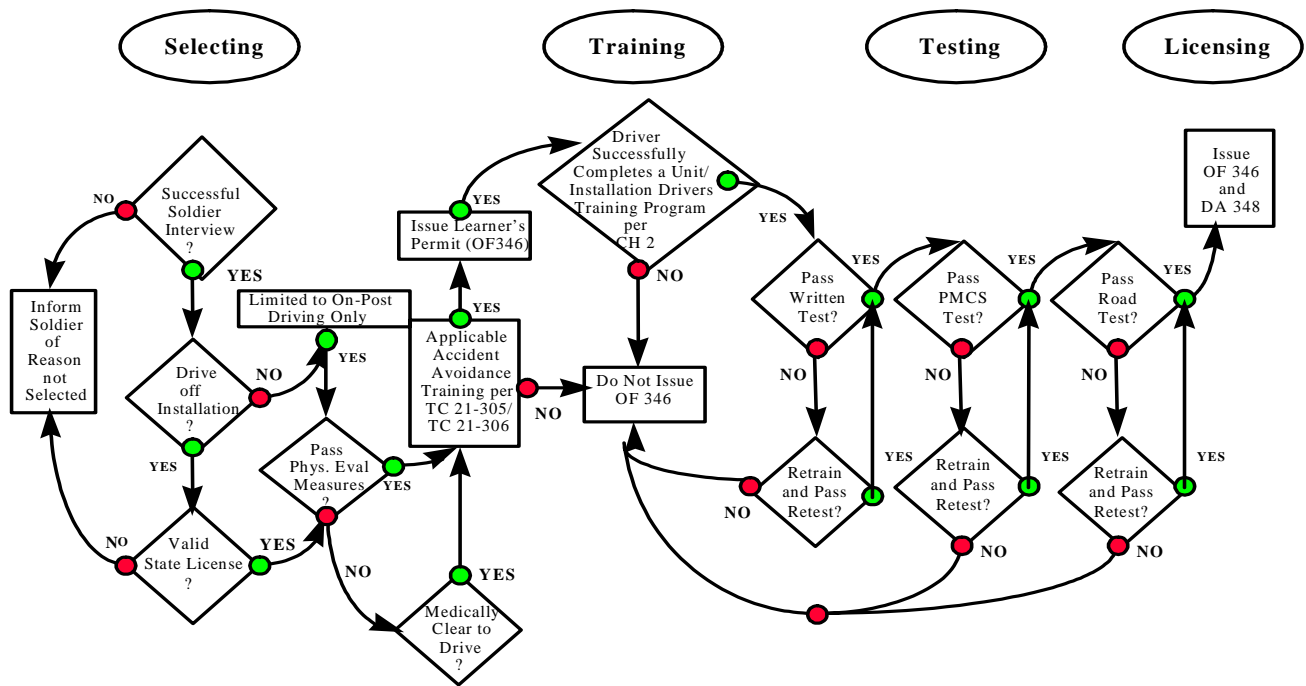 Selecting
Training
Testing
Licensing
Successful
Soldier
Interview
?
NO
YES
Inform
Soldier
of
Reason
not
Selected
Drive
off
Installation
?
NO
YES
Valid
State License
?
NO
YES
Limited to On-Post
Driving Only
YES
Pass
Phys. Eval
Measures
?
YES
NO
Medically
Clear to
Drive
?
YES
Applicable
Accident
Avoidance
Training per
TC 21-305/
TC 21-306
YES
NO
Issue Learner's
Permit (OF346)
YES
Driver
Successfully
Completes a Unit/
Installation Drivers
Training Program
per
CH 2
YES
NO
Do Not Issue
OF 346
Pass
Written
Test?
YES
NO
Retrain
and Pass
Retest?
YES
NO
Pass
PMCS
Test?
YES
NO
Retrain
and Pass
Retest?
YES
NO
Pass
Road
Test?
YES
NO
Retrain
and Pass
Retest?
YES
NO
Issue
OF 346
and
DA 348